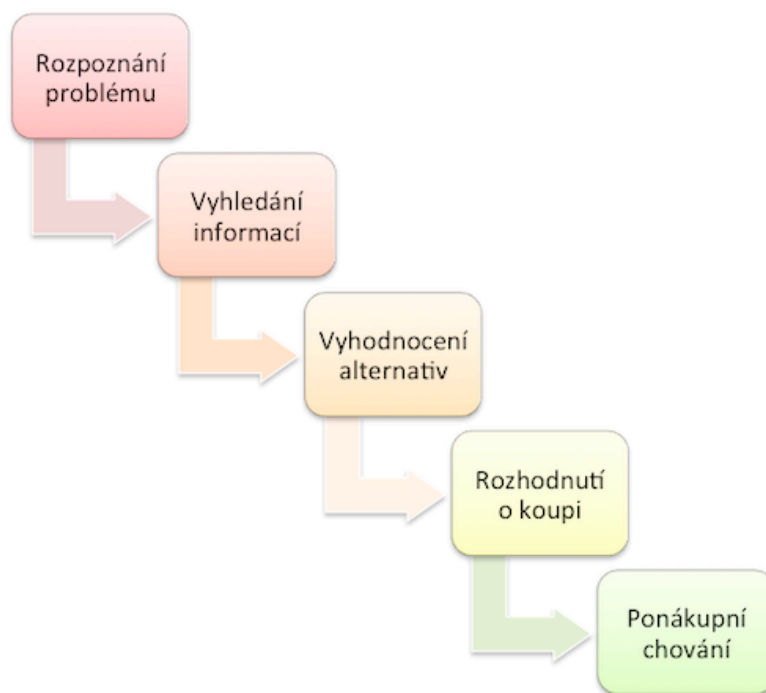 Rozpoznání
problému
Vyhledání
informací
Vyhodnocení
alternativ
Rozhodnutí
o koupi
Ponákupní
chování